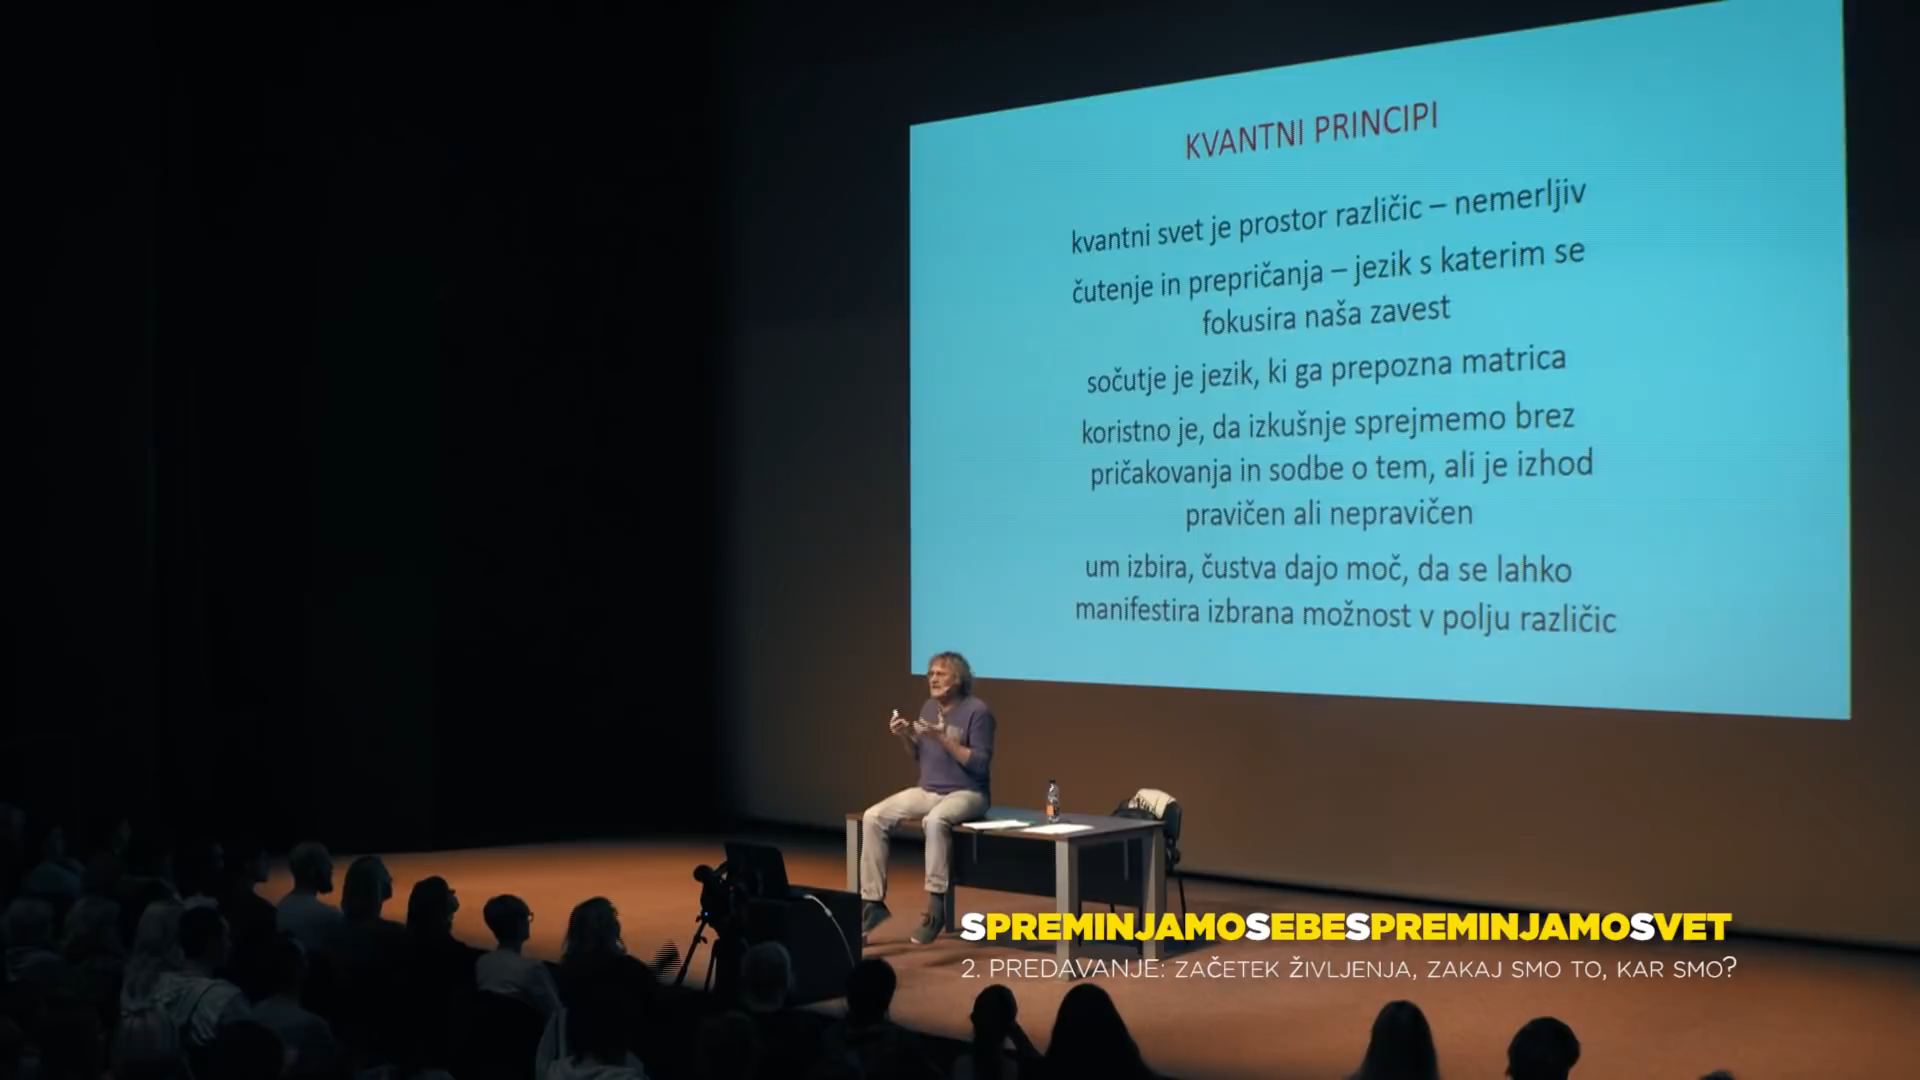 KVANTNI PRINCIPI
kvantni svet je prostor različic – nemerljiv
čutenje in prepričanja – jezik s katerim se
fokusira naša zavest
sočutje je jezik, ki ga prepozna matrica
koristno je, da izkušnje sprejmemo brez
pričakovanja in sodbe o tem, ali je izhod
pravičen ali nepravičen
um izbira, čustva dajo moč, da se lahko
manifestira izbrana možnost v polju različic
SPREMINJAMOSEBESPREMINJAMOSVET
2. PREDAVANJE: ZAČETEK ŽIVLJENJA, ZAKAJ SMO TO, KAR SMO?